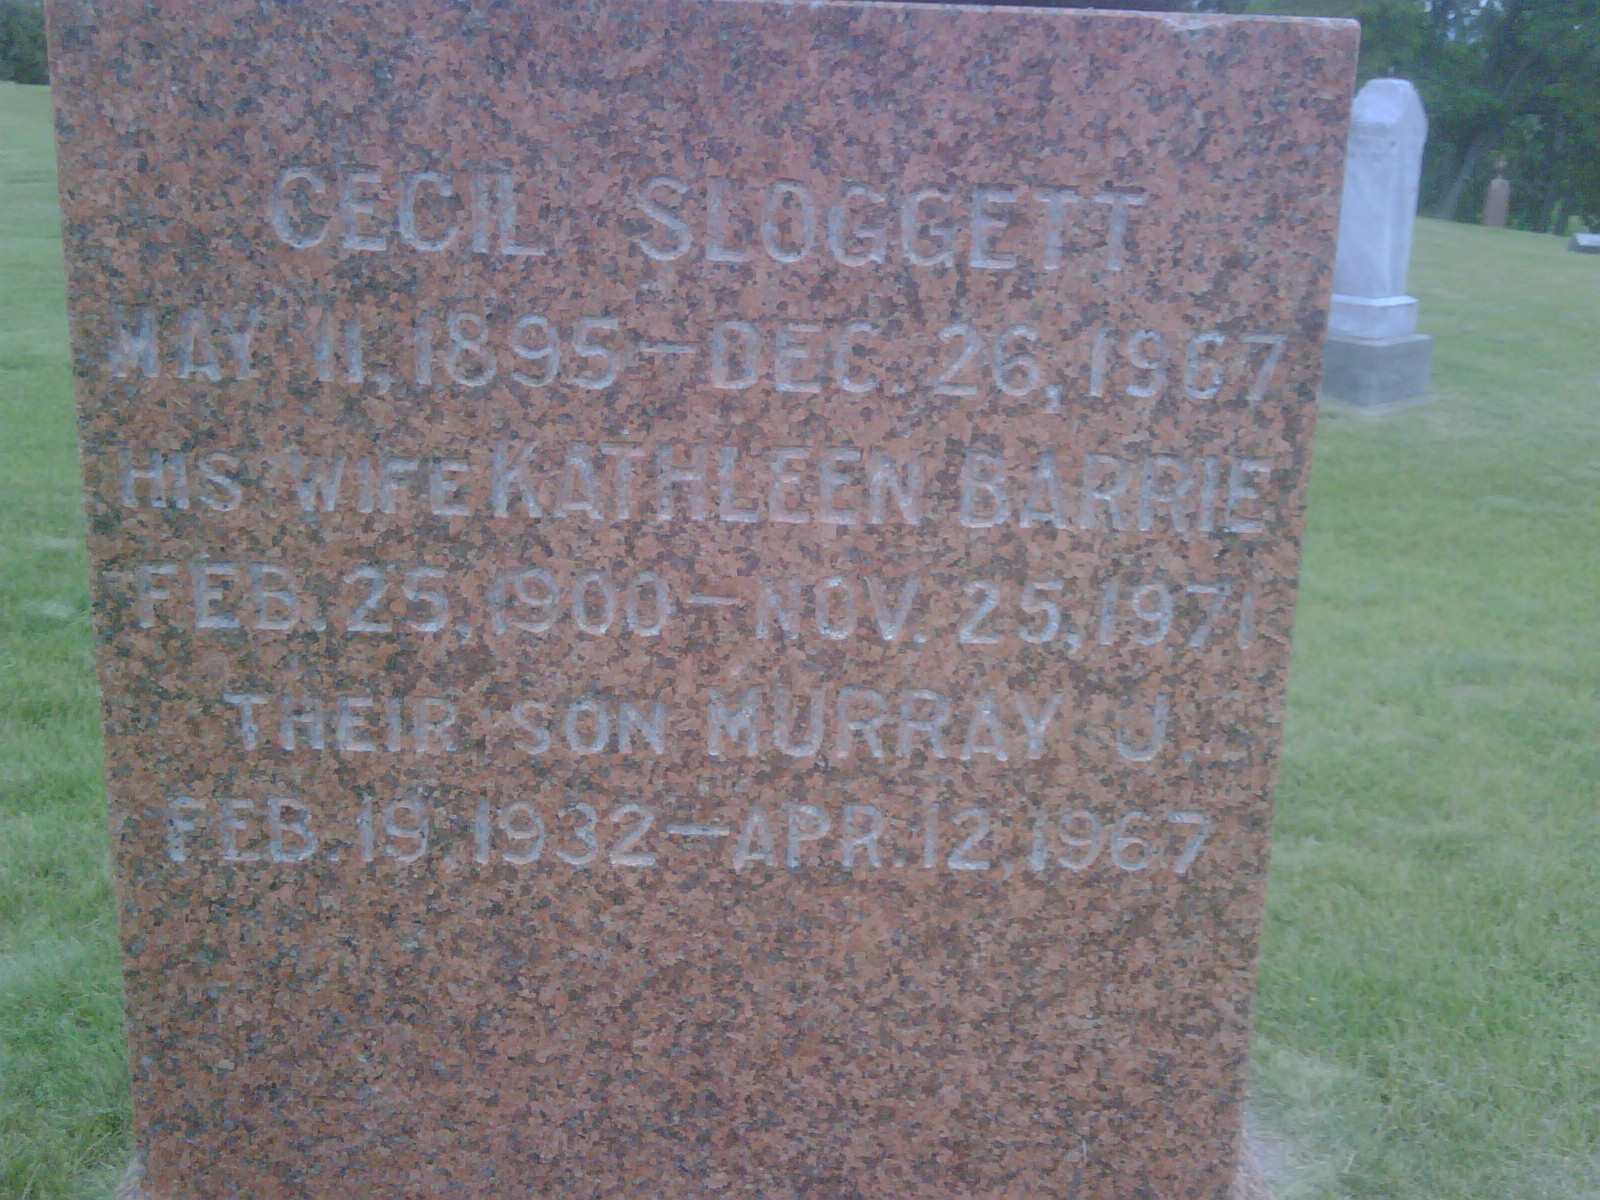 CECIL SLOGGETT
MAY 11, 1895 – DEC. 26, 1967
HIS WIFE KATHLEEN BARRIE
FEB. 25, 1900 – NOV. 25, 1971
THEIR SON MURRAY J.
FEB. 19, 1932 – APR. 12, 1967